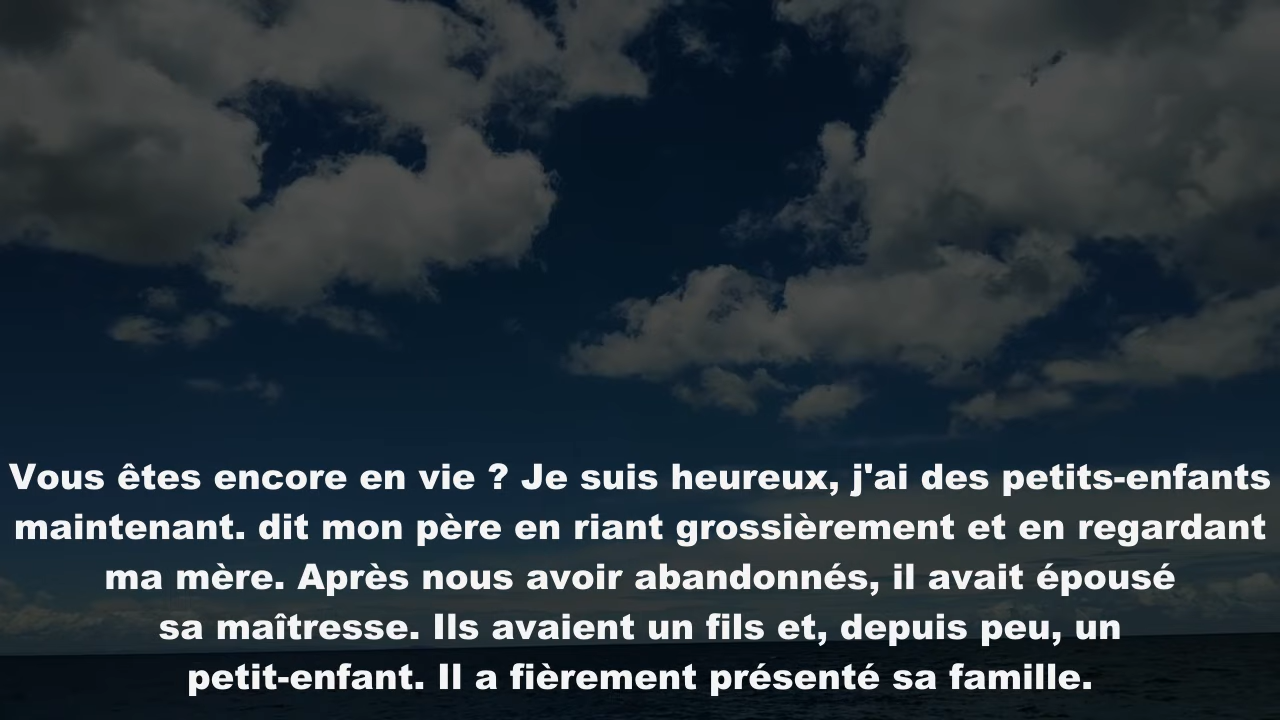 Vous êtes encore en vie ? Je suis heureux, j'ai des petits-enfants
maintenant. dit mon père en riant grossièrement et en regardant
ma mère. Après nous avoir abandonnés, il avait épousé
sa maîtresse. Ils avaient un fils et, depuis peu, un
petit-enfant. Il a fièrement présenté sa famille.